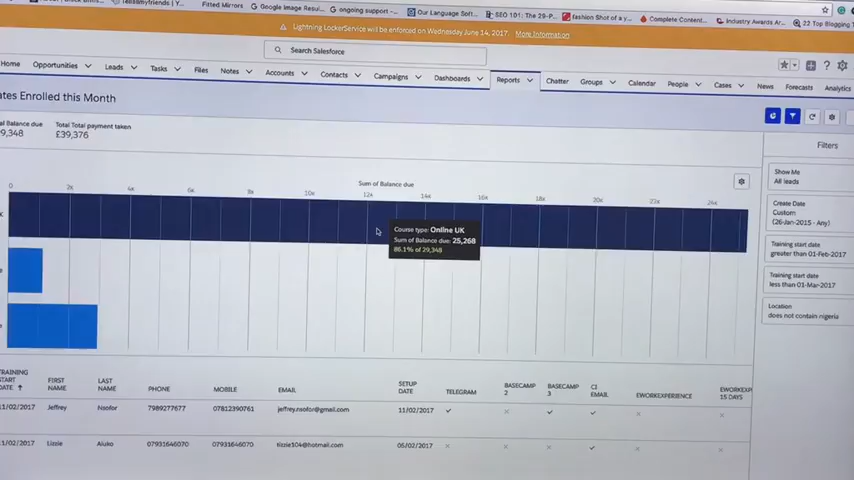 Fitted Mirrors
Google Image Resu...
ongoing support -...
Our Language Soft...
SEO 101: The 29-P...
fashion Shot of a y...
Complete Content...
Industry Awards Ar...
22 Top Blogging T
Lightning LockerService will be enforced on Wednesday June 14, 2017. More Information
Search Salesforce
Home Opportunities Leads Tasks Files Notes Accounts Contacts Campaigns Dashboards Reports Chatter Groups Calendar People Cases News Forecasts Analytics
ates Enrolled this Month
al Balance due
9,348
Total Total payment taken
£39,376
Filters
Show Me
All leads
Create Date
Custom
(26-Jan-2015 - Any)
Training start date
greater than 01-Feb-2017
Training start date
less than 01-Mar-2017
Location
does not contain nigeria
Sum of Balance due
0 2k 4k 6k 8k 10k 12k 14k 16k 18k 20k 22k 24k
Course type: Online UK
Sum of Balance due: 25,268
86.1% of 29,348
TRAINING START DATE
FIRST NAME
LAST NAME
PHONE
MOBILE
EMAIL
SETUP DATE
TELEGRAM
BASECAMP 2
BASECAMP 3
CI EMAIL
EWORKEXPERIENCE
EWORKEXP 15 DAYS
11/02/2017 Jeffrey Nsofor 7989277677 07812390761 jeffrey.nsofor@gmail.com 11/02/2017
11/02/2017 Lizzie Aluko 07931646070 07931646070 lizzie104@hotmail.com 05/02/2017